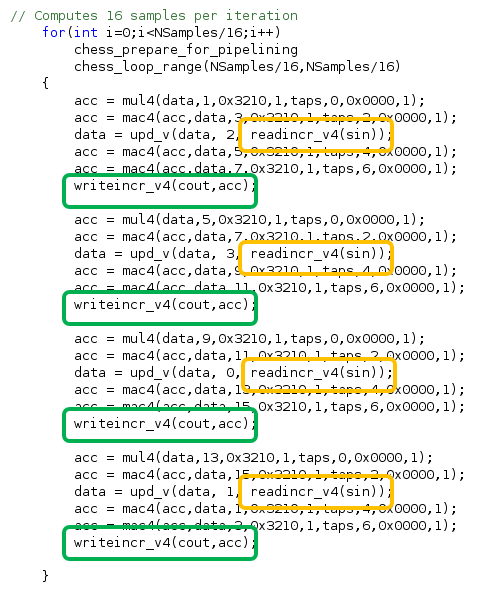 // Computes 16 samples per iteration
for(int i=0;i<NSamples/16;i++)
chess_prepare_for_pipelining
chess_loop_range(NSamples/16,NSamples/16)
{
acc = mul4(data,1,0x3210,1,taps,0,0x0000,1);
acc = mac4(acc,data,3,0x3210,1,taps,2,0x0000,1);
data = upd_v(data, 2, readincr_v4(sin));
acc = mac4(acc,data,5,0x3210,1,taps,4,0x0000,1);
acc = mac4(acc,data,7,0x3210,1,taps,6,0x0000,1);
writeincr_v4(cout,acc);
acc = mul4(data,5,0x3210,1,taps,0,0x0000,1);
acc = mac4(acc,data,7,0x3210,1,taps,2,0x0000,1);
data = upd_v(data, 3, readincr_v4(sin));
acc = mac4(acc,data,9,0x3210,1,taps,4,0x0000,1);
acc = mac4(acc,data,11,0x3210,1,taps,6,0x0000,1);
writeincr_v4(cout,acc);
acc = mul4(data,9,0x3210,1,taps,0,0x0000,1);
acc = mac4(acc,data,11,0x3210,1,taps,2,0x0000,1);
data = upd_v(data, 0, readincr_v4(sin));
acc = mac4(acc,data,13,0x3210,1,taps,4,0x0000,1);
acc = mac4(acc,data,15,0x3210,1,taps,6,0x0000,1);
writeincr_v4(cout,acc);
acc = mul4(data,13,0x3210,1,taps,0,0x0000,1);
acc = mac4(acc,data,15,0x3210,1,taps,2,0x0000,1);
data = upd_v(data, 1, readincr_v4(sin));
acc = mac4(acc,data,1,0x3210,1,taps,4,0x0000,1);
acc = mac4(acc,data,3,0x3210,1,taps,6,0x0000,1);
writeincr_v4(cout,acc);
}